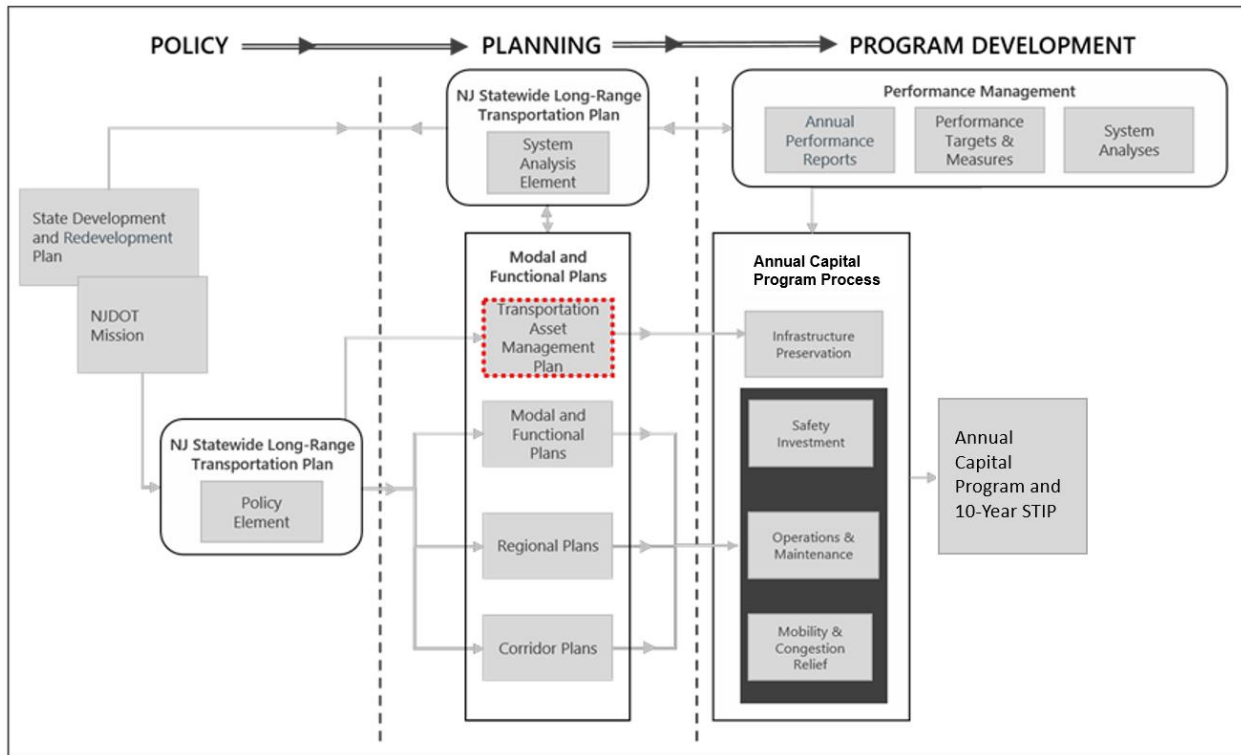 POLICY
PLANNING
PROGRAM DEVELOPMENT
NJ Statewide Long-Range
Transportation Plan
System
Analysis
Element
Performance Management
Annual
Performance
Reports
Performance
Targets &
Measures
System
Analyses
State Development
and Redevelopment
Plan
NJDOT
Mission
NJ Statewide Long-Range
Transportation Plan
Policy
Element
Modal and
Functional Plans
Transportation
Asset
Management
Plan
Modal and
Functional
Plans
Regional Plans
Corridor Plans
Annual Capital
Program Process
Infrastructure
Preservation
Safety
Investment
Operations &
Maintenance
Mobility &
Congestion
Relief
Annual
Capital
Program and
10-Year STIP